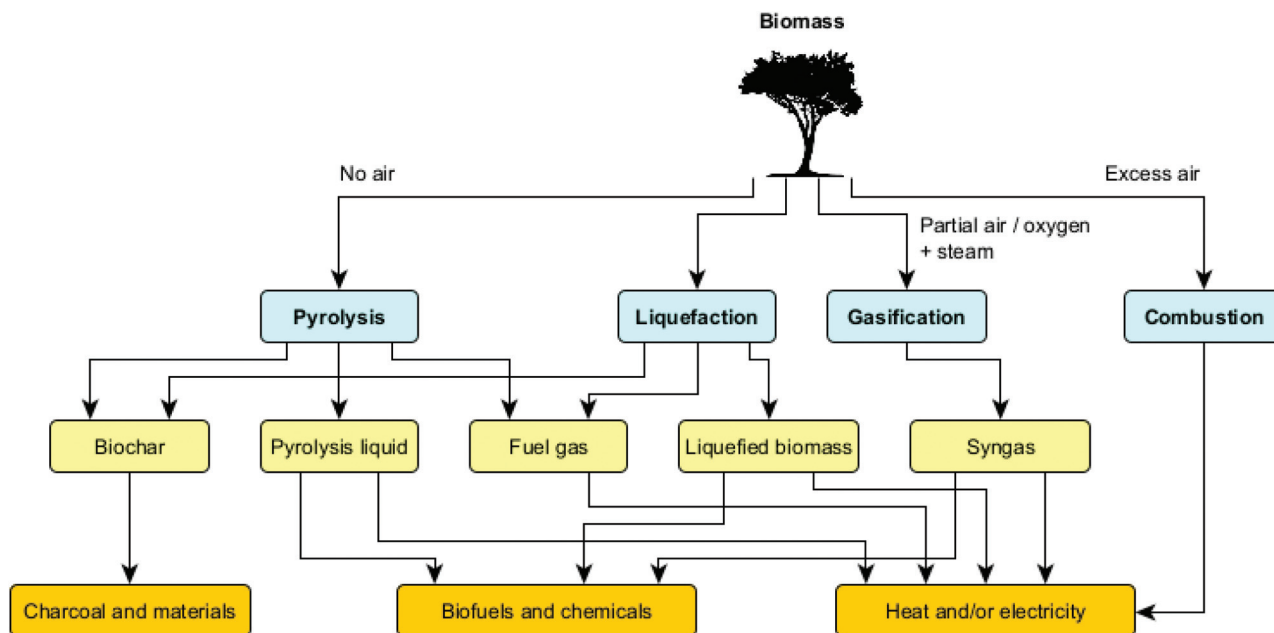 Biomass
No air
Excess air
Partial air / oxygen
+ steam
Pyrolysis
Liquefaction
Gasification
Combustion
Biochar
Pyrolysis liquid
Fuel gas
Liquefied biomass
Syngas
Charcoal and materials
Biofuels and chemicals
Heat and/or electricity